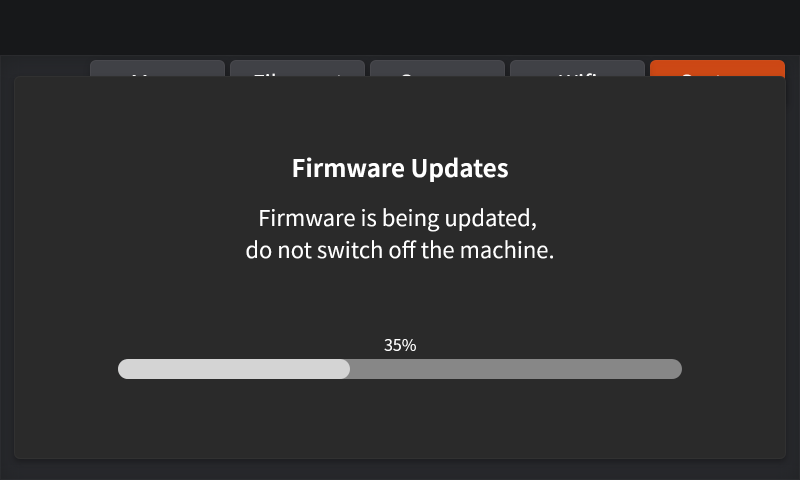 Firmware Updates
Firmware is being updated,
do not switch off the machine.
35%